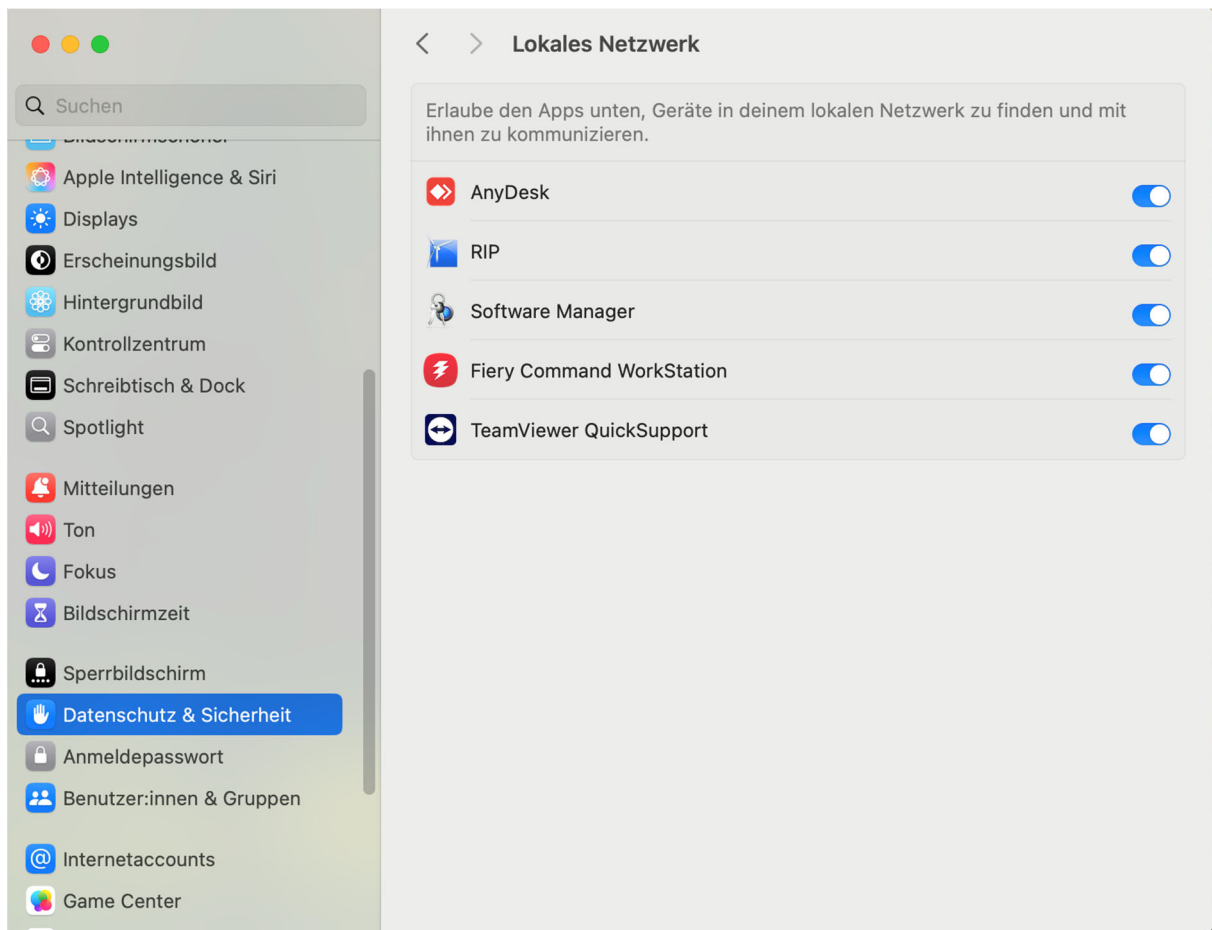 Suchen
Bildschirmschoner
Apple Intelligence & Siri
Displays
Erscheinungsbild
Hintergrundbild
Kontrollzentrum
Schreibtisch & Dock
Spotlight
Mitteilungen
Ton
Fokus
Bildschirmzeit
Sperrbildschirm
Datenschutz & Sicherheit
Anmeldepasswort
Benutzer:innen & Gruppen
Internetaccounts
Game Center
Lokales Netzwerk
Erlaube den Apps unten, Geräte in deinem lokalen Netzwerk zu finden und mit
ihnen zu kommunizieren.
AnyDesk
RIP
Software Manager
Fiery Command WorkStation
TeamViewer QuickSupport